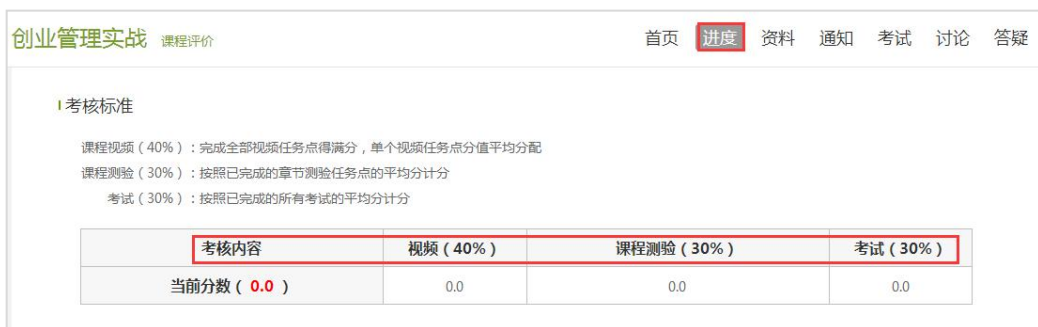 创业管理实战 课程评价 首页 进度 资料 通知 考试 讨论 答疑
考核标准
课程视频（40%）：完成全部视频任务点得满分，单个视频任务点分值平均分配
课程测验（30%）：按照已完成的章节测验任务点的平均分计分
考试（30%）：按照已完成的所有考试的平均分计分
考核内容 视频（40%） 课程测验（30%） 考试（30%）
当前分数（ 0.0 ） 0.0 0.0 0.0